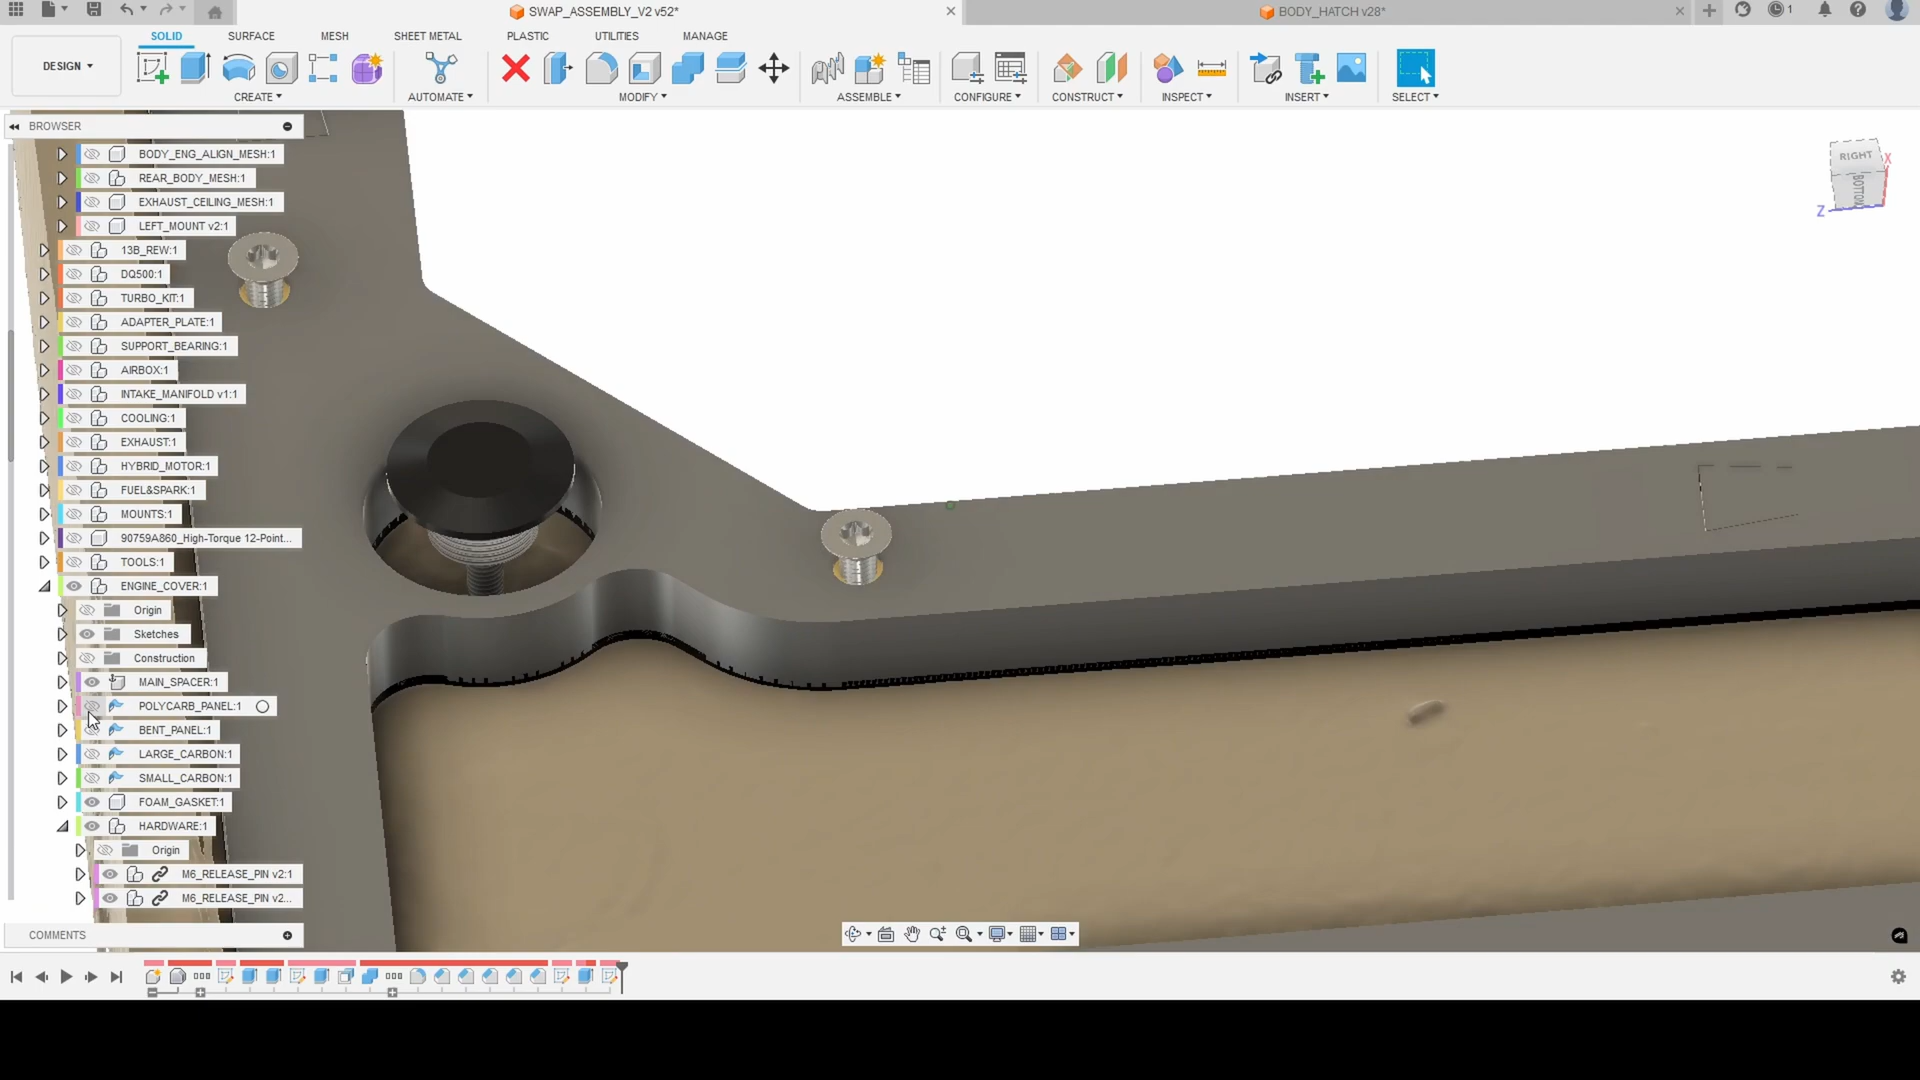 SWAP_ASSEMBLY_V2 v52*
BODY_HATCH v28*
1
SOLID
SURFACE
MESH
SHEET METAL
PLASTIC
UTILITIES
MANAGE
DESIGN
CREATE
AUTOMATE
MODIFY
ASSEMBLE
CONFIGURE
CONSTRUCT
INSPECT
INSERT
SELECT
BROWSER
RIGHT
BOTTOM
X
Z
BODY_ENG_ALIGN_MESH:1
REAR_BODY_MESH:1
EXHAUST_CEILING_MESH:1
LEFT_MOUNT v2:1
13B_REW:1
DQ500:1
TURBO_KIT:1
ADAPTER_PLATE:1
SUPPORT_BEARING:1
AIRBOX:1
INTAKE_MANIFOLD v1:1
COOLING:1
EXHAUST:1
HYBRID_MOTOR:1
FUEL&SPARK:1
MOUNTS:1
90759A860_High-Torque 12-Point...
TOOLS:1
ENGINE_COVER:1
Origin
Sketches
Construction
MAIN_SPACER:1
POLYCARB_PANEL:1
BENT_PANEL:1
LARGE_CARBON:1
SMALL_CARBON:1
FOAM_GASKET:1
HARDWARE:1
Origin
M6_RELEASE_PIN v2:1
M6_RELEASE_PIN v2...
COMMENTS